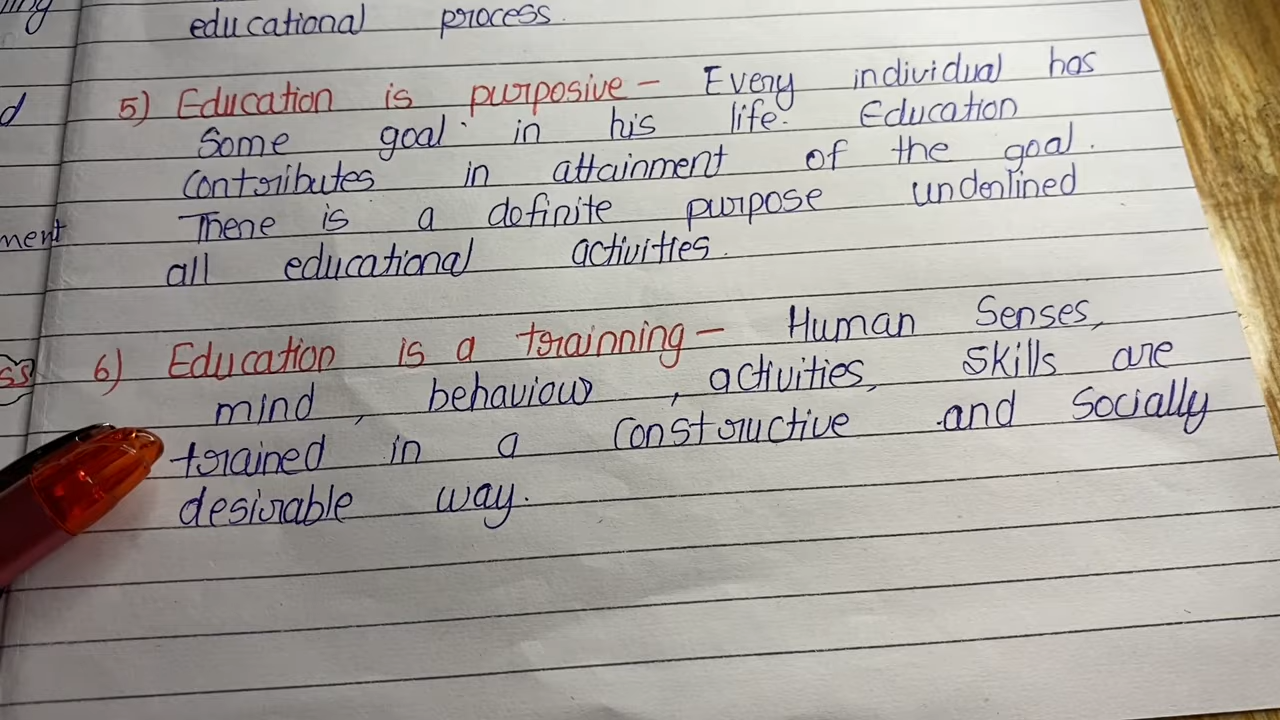 educational process.
5) Education is purposive - Every individual has
Some goal in his life. Education
Contributes in attainment of the goal.
There is a definite purpose underlined
all educational activities.
6) Education is a trainning - Human Senses,
mind, behaviour, activities, skills are
trained in a constructive and Socially
desirable way.